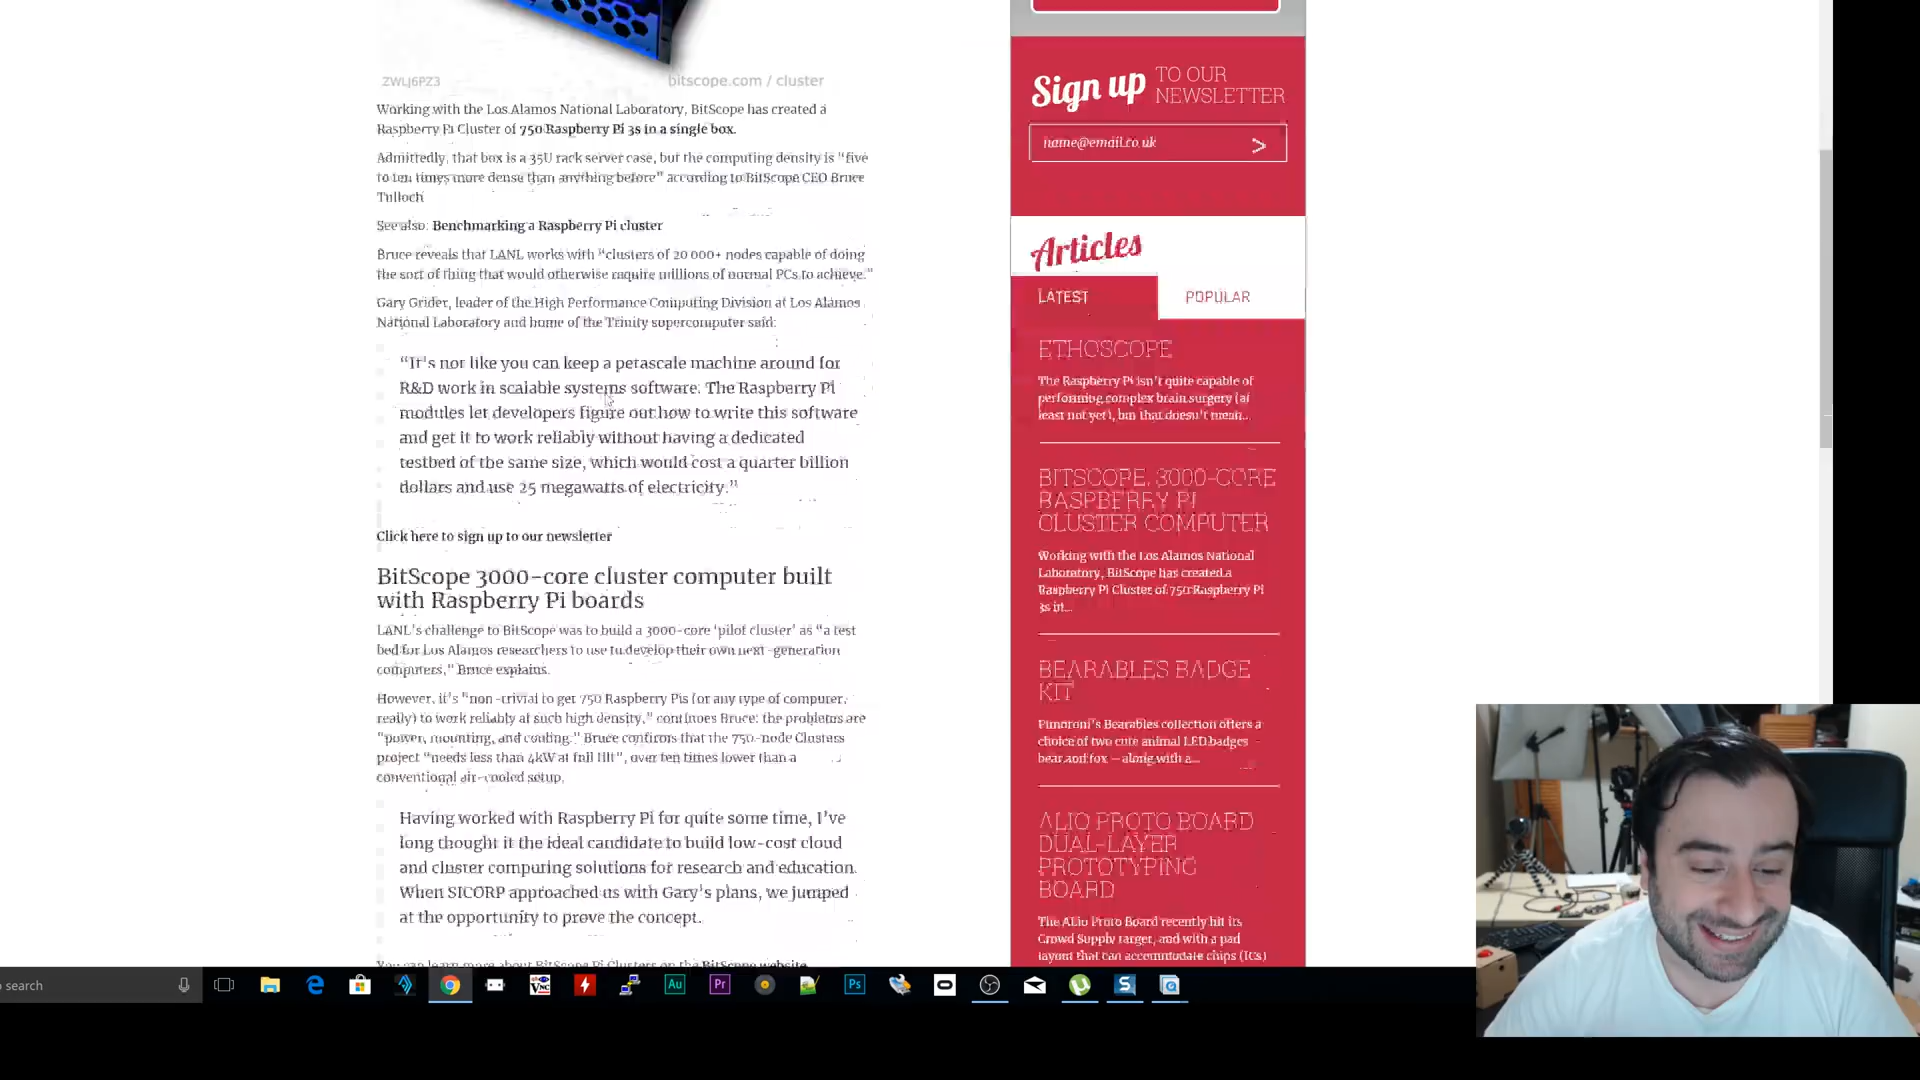 ZWLJ6PZ3
bitscope.com / cluster
Working with the Los Alamos National Laboratory, BitScope has created a
Raspberry Pi Cluster of 750 Raspberry Pi 3s in a single box.
Admittedly, that box is a 35U rack server case, but the computing density is “five
to ten times more dense than anything before” according to BitScope CEO Bruce
Tulloch
See also: Benchmarking a Raspberry Pi cluster
Bruce reveals that LANL works with “clusters of 20 000+ nodes capable of doing
the sort of thing that would otherwise require millions of normal PCs to achieve.”
Gary Grider, leader of the High Performance Computing Division at Los Alamos
National Laboratory and home of the Trinity supercomputer said:
“It’s not like you can keep a petascale machine around for
R&D work in scalable systems software. The Raspberry Pi
modules let developers figure out how to write this software
and get it to work reliably without having a dedicated
testbed of the same size, which would cost a quarter billion
dollars and use 25 megawatts of electricity.”
Click here to sign up to our newsletter
BitScope 3000-core cluster computer built
with Raspberry Pi boards
LANL’s challenge to BitScope was to build a 3000-core ‘pilot cluster’ as “a test
bed for Los Alamos researchers to use to develop their own next-generation
computers,” Bruce explains.
However, it’s “non-trivial to get 750 Raspberry Pis (or any type of computer,
really) to work reliably at such high density,” continues Bruce: the problems are
“power, mounting, and cooling.” Bruce confirms that the 750-node Clusters
project “needs less than 4kW at full tilt”, over ten times lower than a
conventional air-cooled setup.
Having worked with Raspberry Pi for quite some time, I’ve
long thought it the ideal candidate to build low-cost cloud
and cluster computing solutions for research and education.
When SICORP approached us with Gary’s plans, we jumped
at the opportunity to prove the concept.
You can learn more about BitScope Pi Clusters on the BitScope website
Sign up TO OUR
NEWSLETTER
name@email.co.uk >
Articles
LATEST POPULAR
ETHOSCOPE
The Raspberry Pi isn’t quite capable of
performing complex brain surgery (at
least not yet), but that doesn’t mean...
BITSCOPE 3000-CORE
RASPBERRY PI
CLUSTER COMPUTER
Working with the Los Alamos National
Laboratory, BitScope has created a
Raspberry Pi Cluster of 750 Raspberry Pi
3s in...
BEARABLES BADGE
KIT
Pimoroni’s Bearables collection offers a
choice of two cute animal LED badges
bear and fox – along with a...
ALIO PROTO BOARD
DUAL-LAYER
PROTOTYPING
BOARD
The ALio Proto Board recently hit its
Crowd Supply target, and with a pad
layout that can accommodate chips (ICs)
search
VNC
Au
Pr
Ps
S